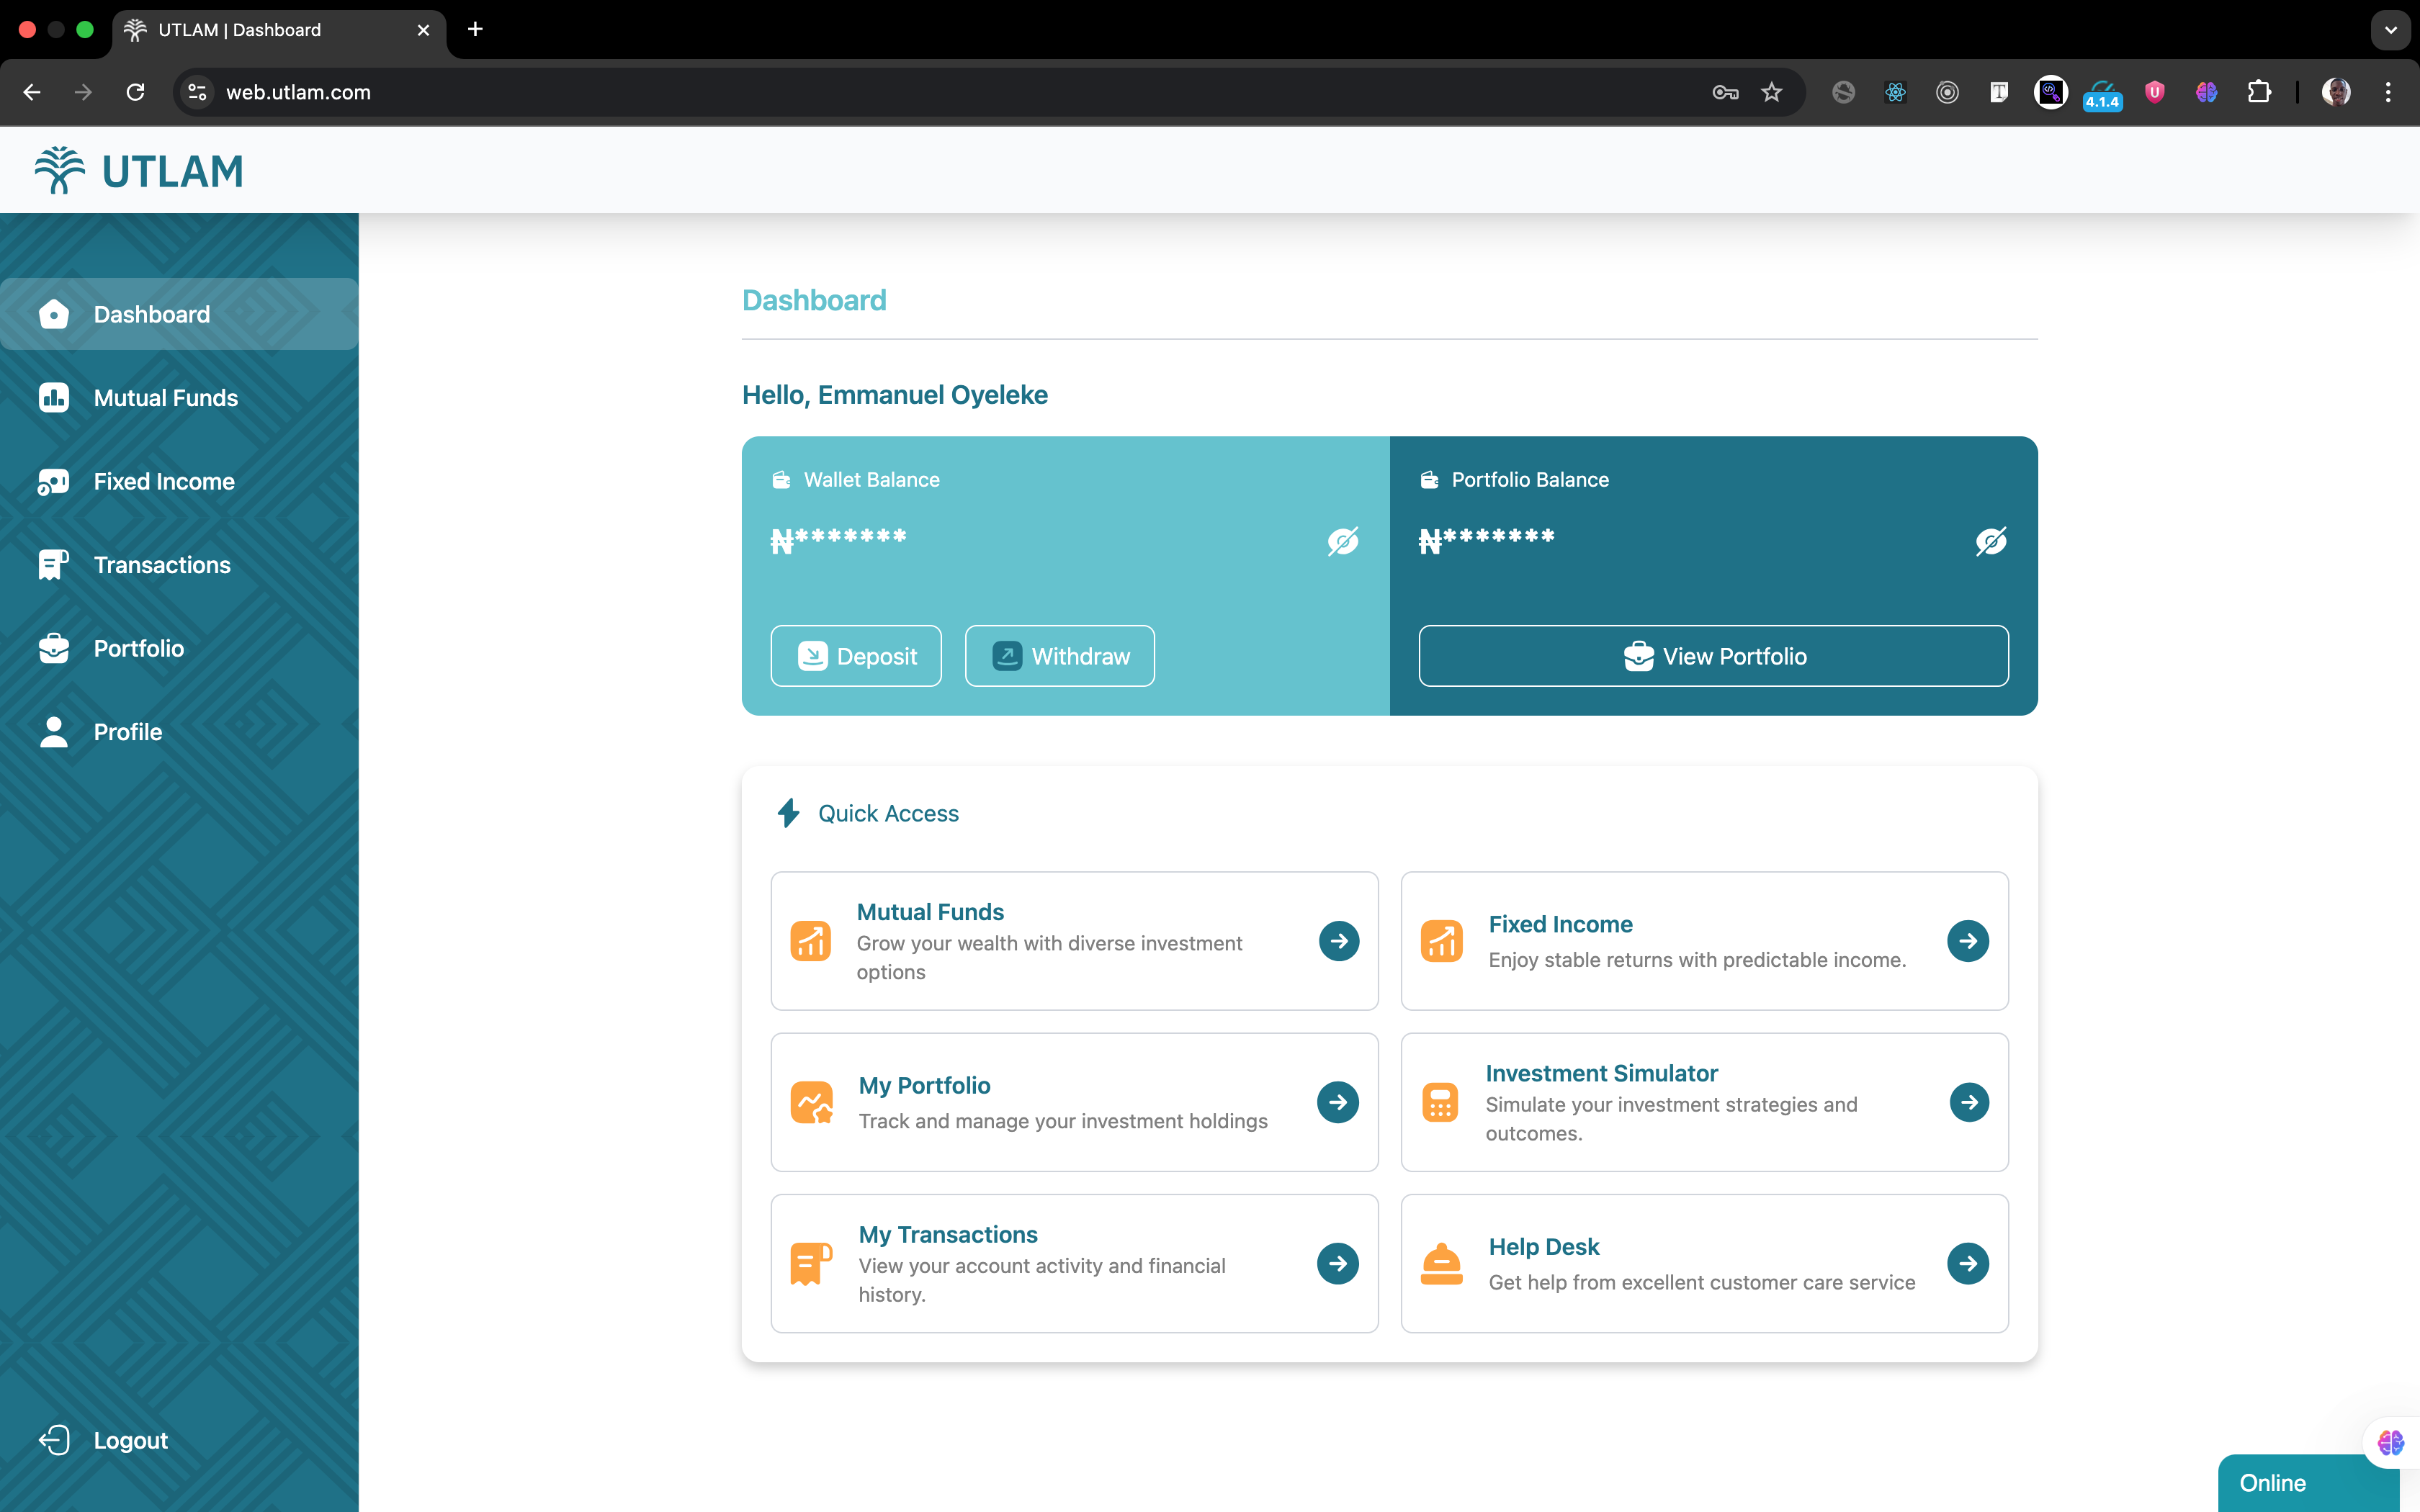 UTLAM | Dashboard
web.utlam.com
4.1.4
UTLAM
Dashboard
Mutual Funds
Fixed Income
Transactions
Portfolio
Profile
Logout
Dashboard
Hello, Emmanuel Oyeleke
Wallet Balance
₦*******
Deposit
Withdraw
Portfolio Balance
₦*******
View Portfolio
Quick Access
Mutual Funds
Grow your wealth with diverse investment
options
Fixed Income
Enjoy stable returns with predictable income.
My Portfolio
Track and manage your investment holdings
Investment Simulator
Simulate your investment strategies and
outcomes.
My Transactions
View your account activity and financial
history.
Help Desk
Get help from excellent customer care service
Online